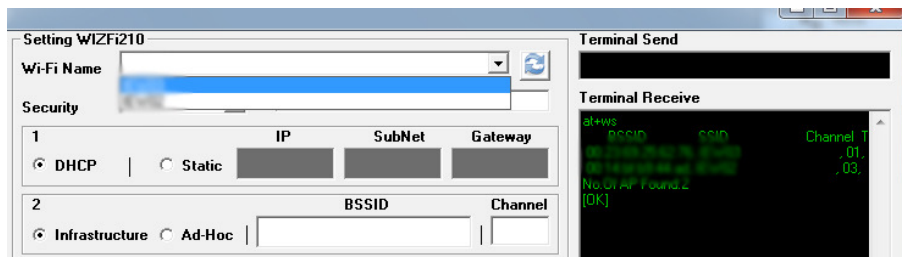 Setting WIZFi210
Wi-Fi Name
Security
1 IP SubNet Gateway
DHCP | Static
2 BSSID Channel
Infrastructure Ad-Hoc | |
Terminal Send
Terminal Receive
at+ws
BSSID SSID Channel T
, 01,
, 03,
No.Of AP Found:2
[OK]